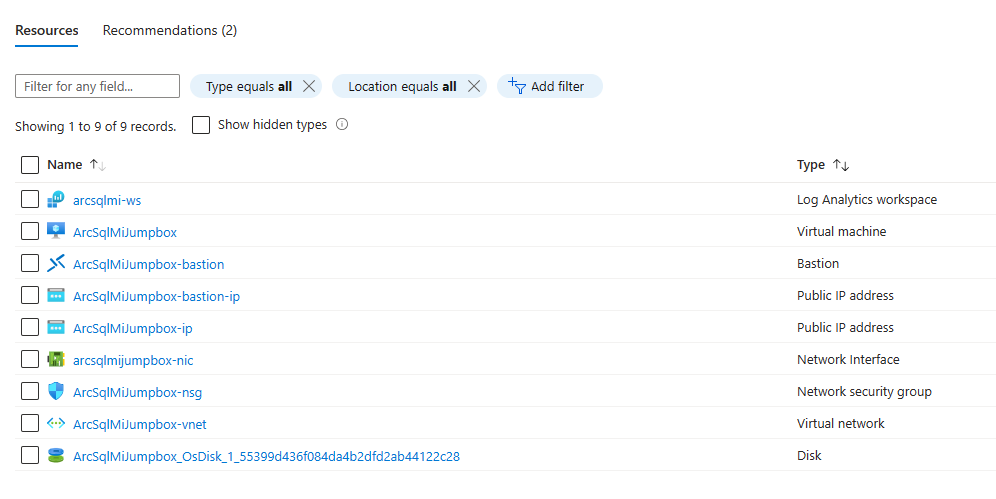 Resources Recommendations (2)
Filter for any field... Type equals all Location equals all Add filter
Showing 1 to 9 of 9 records. Show hidden types
Name Type
arcsqlmi-ws Log Analytics workspace
ArcSqlMiJumpbox Virtual machine
ArcSqlMiJumpbox-bastion Bastion
ArcSqlMiJumpbox-bastion-ip Public IP address
ArcSqlMiJumpbox-ip Public IP address
arcsqlmijumpbox-nic Network Interface
ArcSqlMiJumpbox-nsg Network security group
ArcSqlMiJumpbox-vnet Virtual network
ArcSqlMiJumpbox_OsDisk_1_55399d436f084da4b2dfd2ab44122c28 Disk